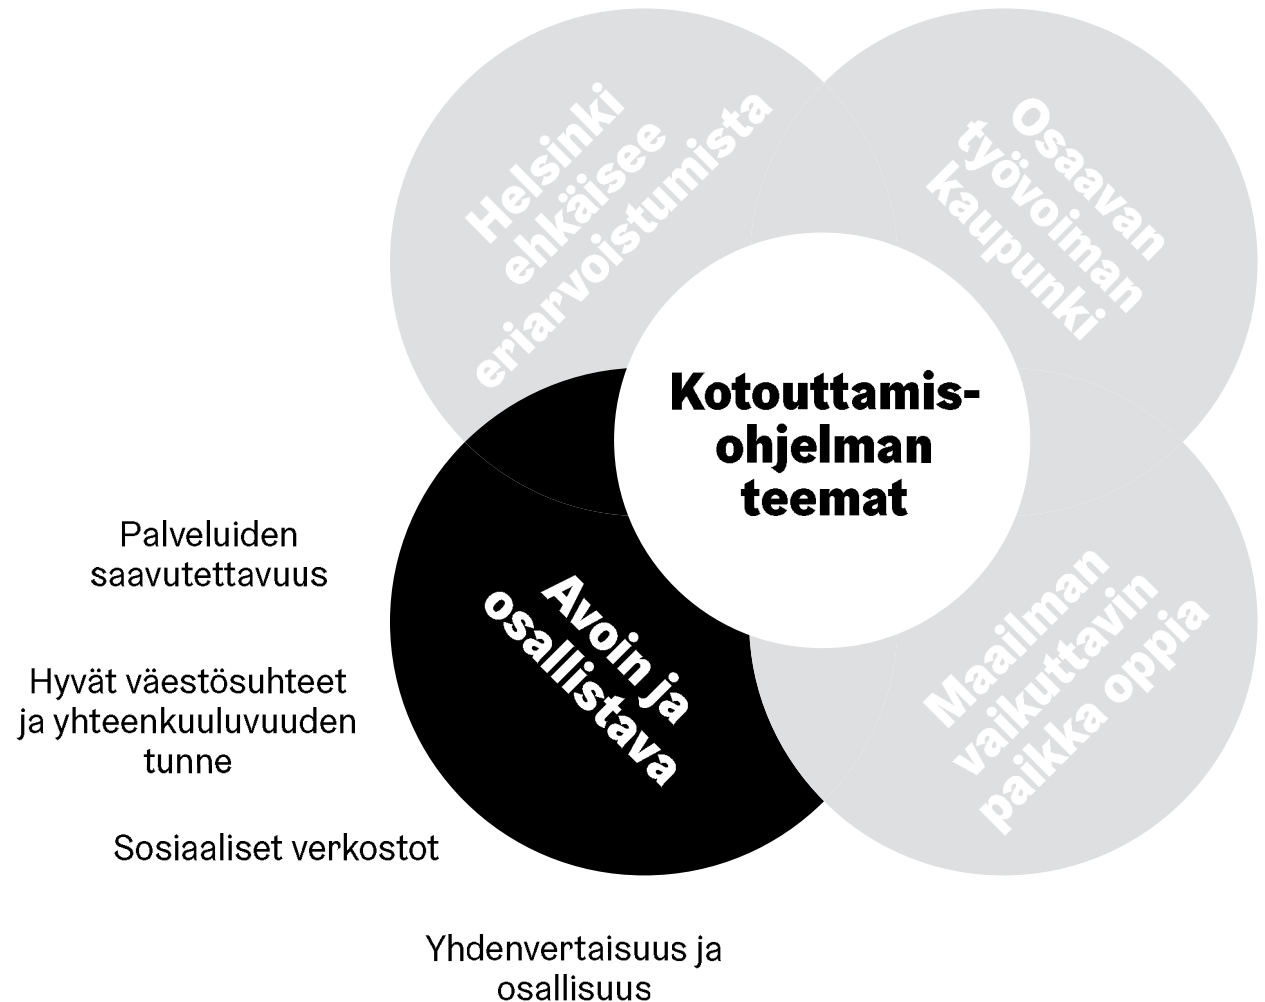 Helsinki
ehkäisee
eriarvoistumista
Osaavan
työvoiman
kaupunki
Kotouttamis-
ohjelman
teemat
Avoin ja
osallistava
Maailman
vaikuttavin
paikka oppia
Palveluiden
saavutettavuus
Hyvät väestösuhteet
ja yhteenkuuluvuuden
tunne
Sosiaaliset verkostot
Yhdenvertaisuus ja
osallisuus